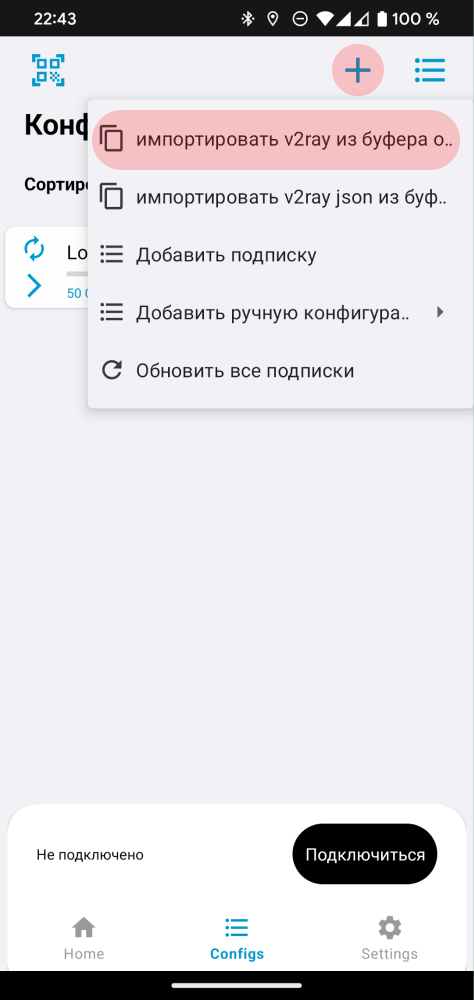 22:43
100 %
Конф
импортировать v2ray из буфера о..
Сортиро
импортировать v2ray json из буф..
Lo
Добавить подписку
50
Добавить ручную конфигура..
Обновить все подписки
Не подключено
Подключиться
Home
Configs
Settings